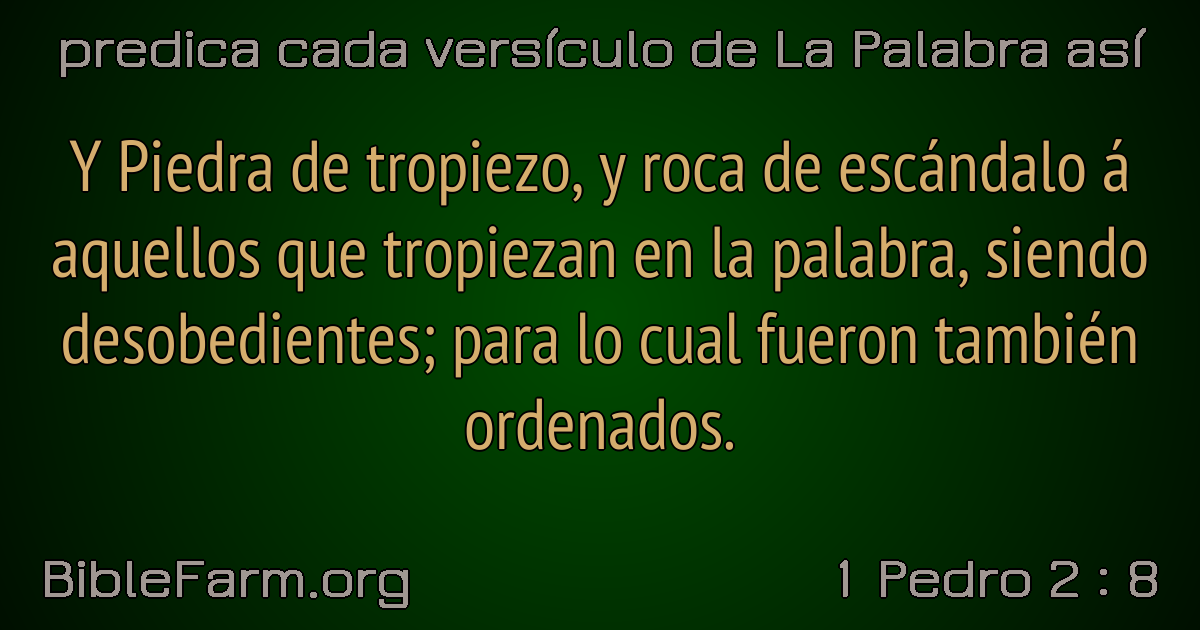 predica cada versículo de La Palabra así
Y Piedra de tropiezo, y roca de escándalo á
aquellos que tropiezan en la palabra, siendo
desobedientes; para lo cual fueron también
ordenados.
BibleFarm.org
1 Pedro 2 : 8